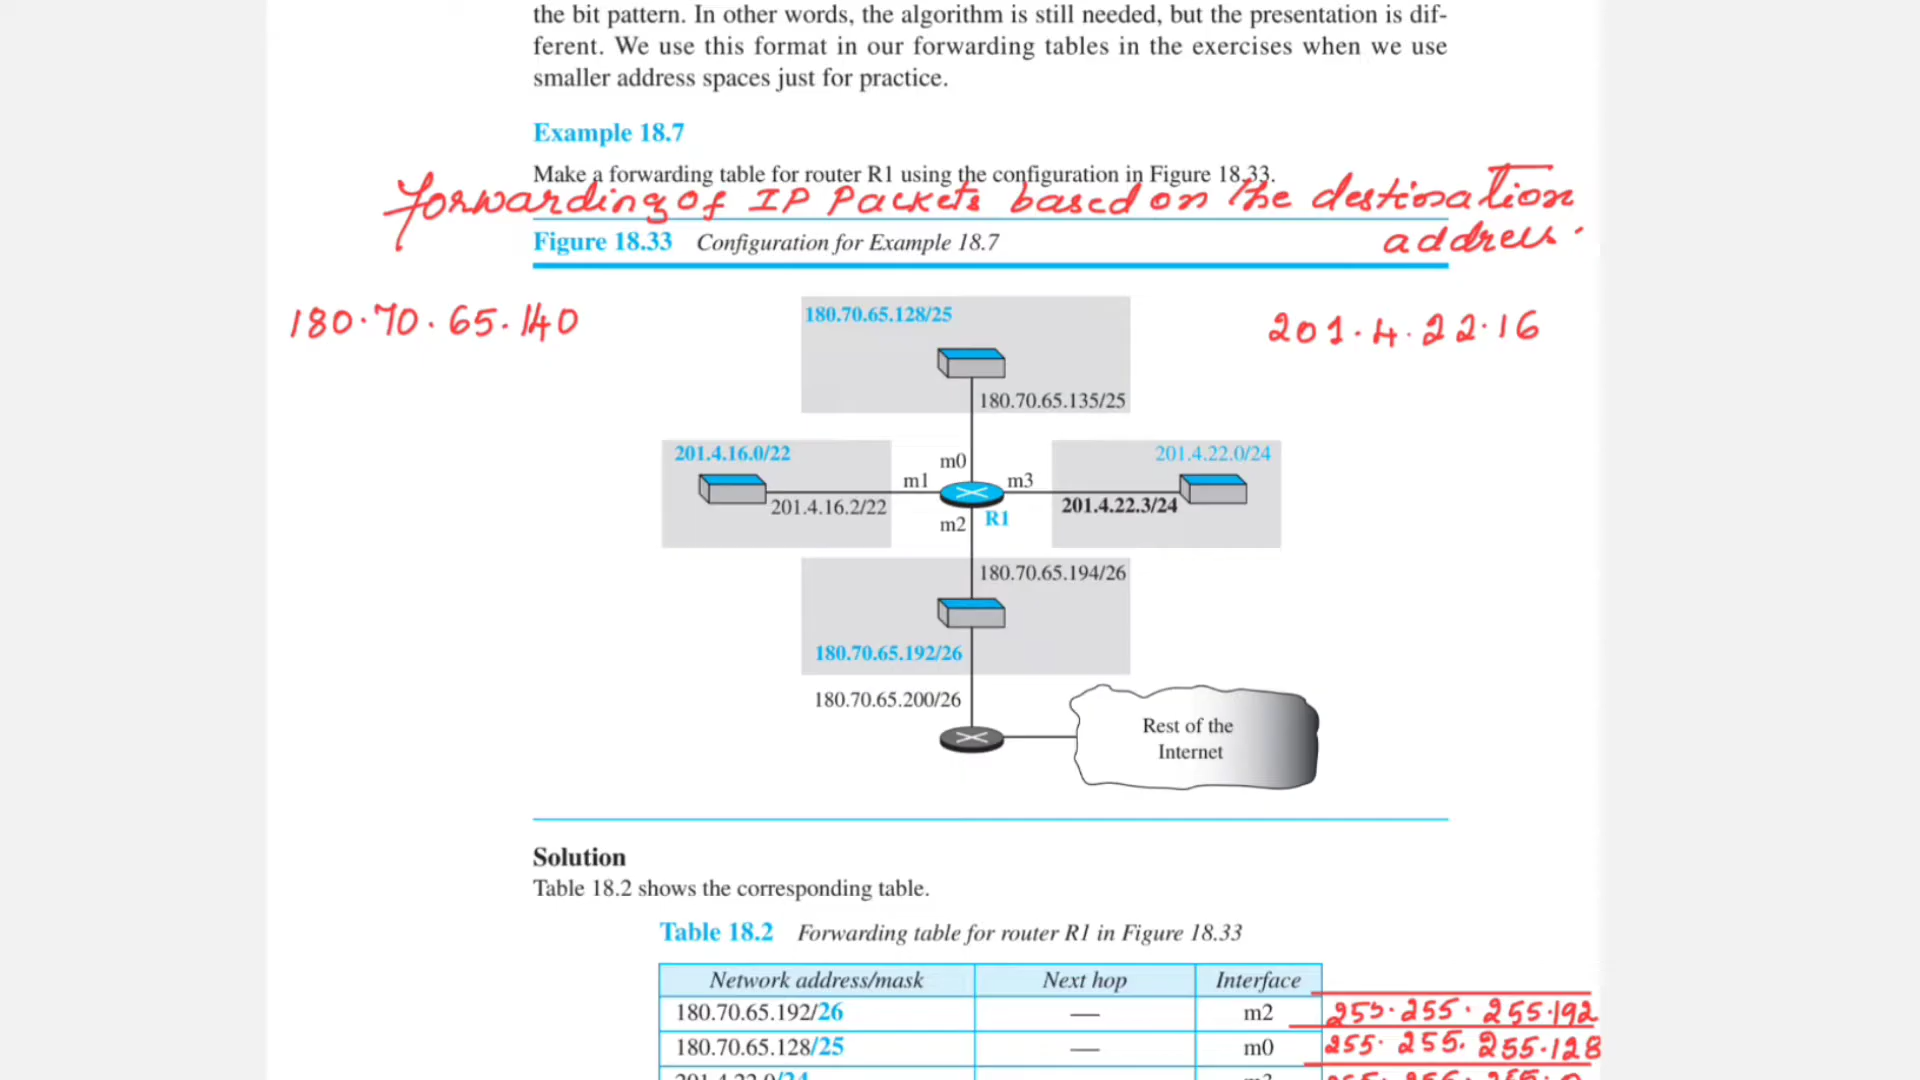 the bit pattern. In other words, the algorithm is still needed, but the presentation is dif-
ferent. We use this format in our forwarding tables in the exercises when we use
smaller address spaces just for practice.
Example 18.7
Make a forwarding table for router R1 using the configuration in Figure 18.33.
forwarding of IP Packets based on the destination
address.
Figure 18.33 Configuration for Example 18.7
180.70.65.140
201.4.22.16
180.70.65.128/25
180.70.65.135/25
201.4.16.0/22
201.4.22.0/24
m0
m1
m3
201.4.16.2/22
201.4.22.3/24
m2
R1
180.70.65.194/26
180.70.65.192/26
180.70.65.200/26
Rest of the
Internet
Solution
Table 18.2 shows the corresponding table.
Table 18.2 Forwarding table for router R1 in Figure 18.33
Network address/mask Next hop Interface
180.70.65.192/26 — m2 255.255.255.192
180.70.65.128/25 — m0 255.255.255.128